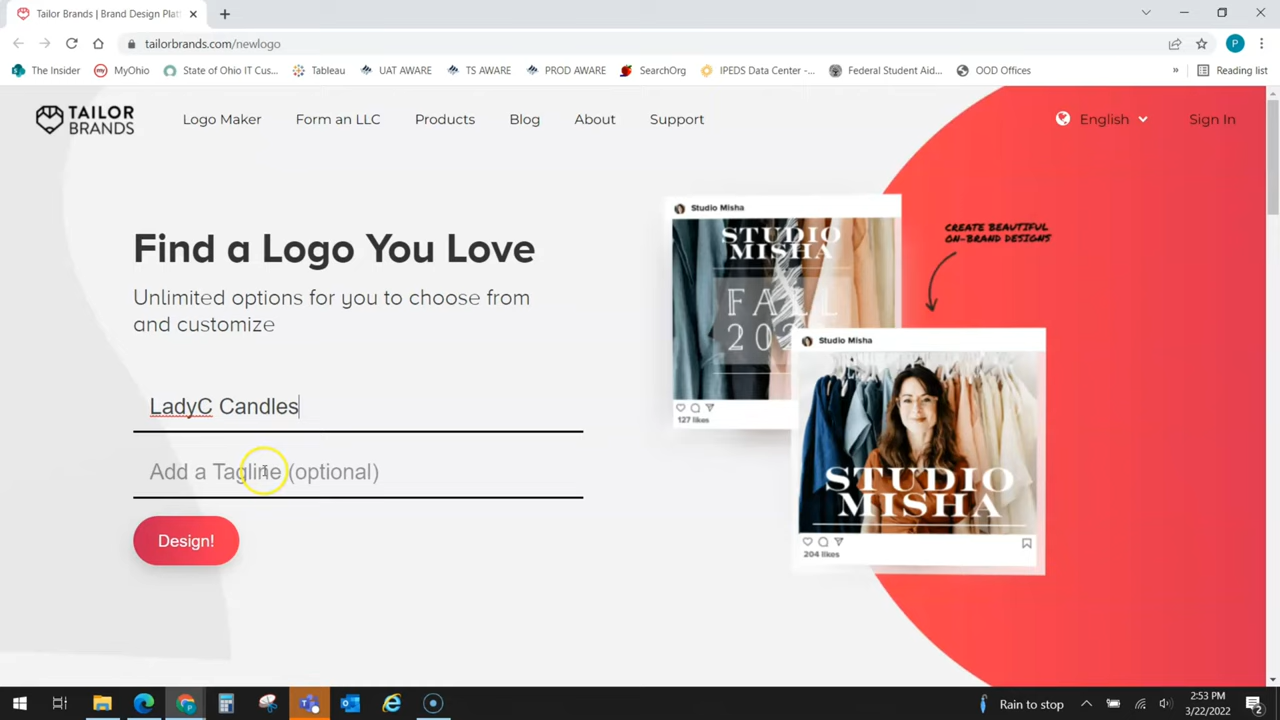 Tailor Brands | Brand Design Plat
tailorbrands.com/newlogo
P
The Insider
MyOhio
State of Ohio IT Cus...
Tableau
UAT AWARE
TS AWARE
PROD AWARE
SearchOrg
IPEDS Data Center -...
Federal Student Aid...
OOD Offices
»
Reading list
TAILOR
BRANDS
Logo Maker
Form an LLC
Products
Blog
About
Support
English
Sign In
Find a Logo You Love
Unlimited options for you to choose from
and customize
LadyC Candles
Add a Tagline (optional)
Design!
Studio Misha
STUDIO
MISHA
FALL
127 likes
CREATE BEAUTIFUL
ON-BRAND DESIGNS
Studio Misha
STUDIO
MISHA
204 likes
Rain to stop
2:53 PM
3/22/2022
2